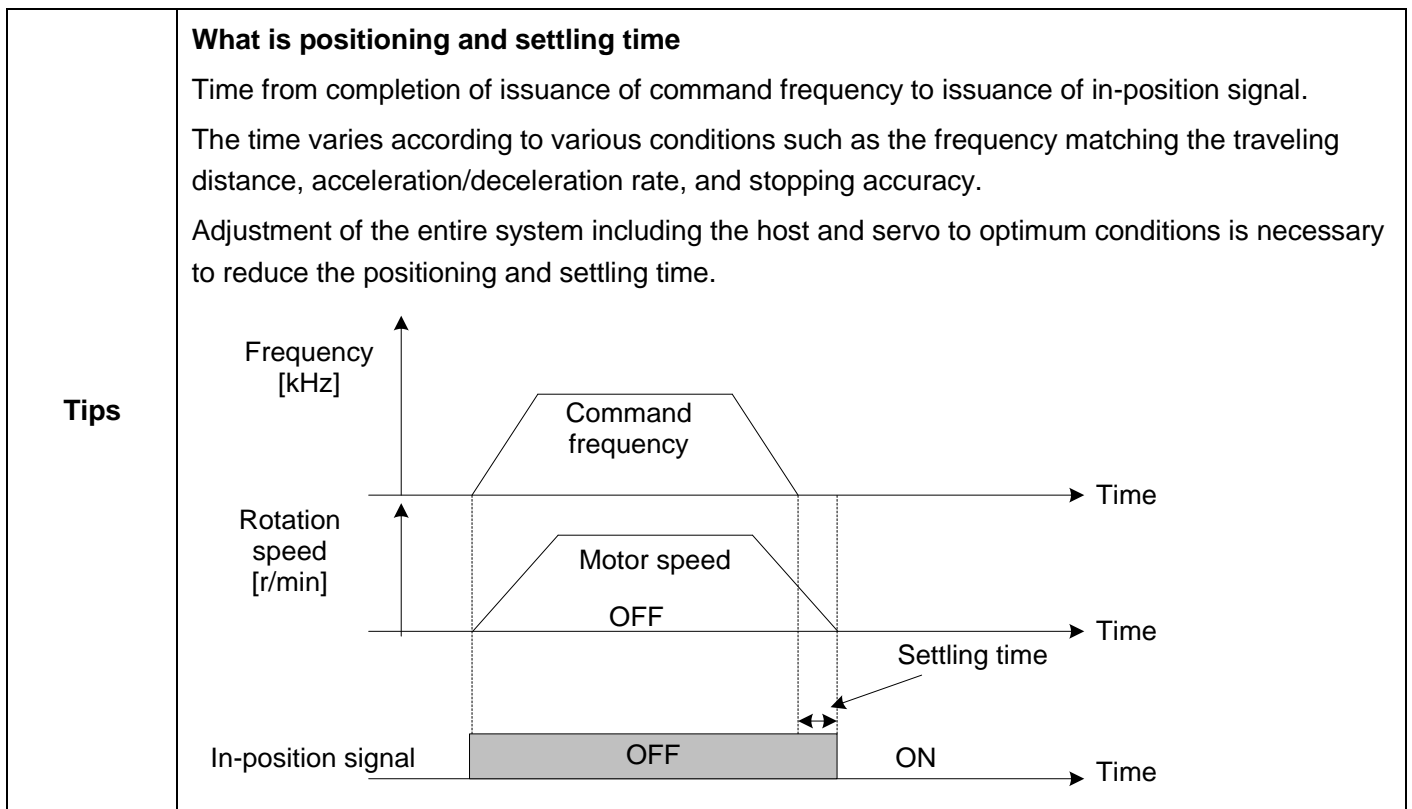 What is positioning and settling time
Time from completion of issuance of command frequency to issuance of in-position signal.
The time varies according to various conditions such as the frequency matching the traveling
distance, acceleration/deceleration rate, and stopping accuracy.
Adjustment of the entire system including the host and servo to optimum conditions is necessary
to reduce the positioning and settling time.
Tips
Frequency
[kHz]
Command
frequency
Time
Rotation
speed
[r/min]
Motor speed
OFF
Time
Settling time
In-position signal
OFF
ON
Time